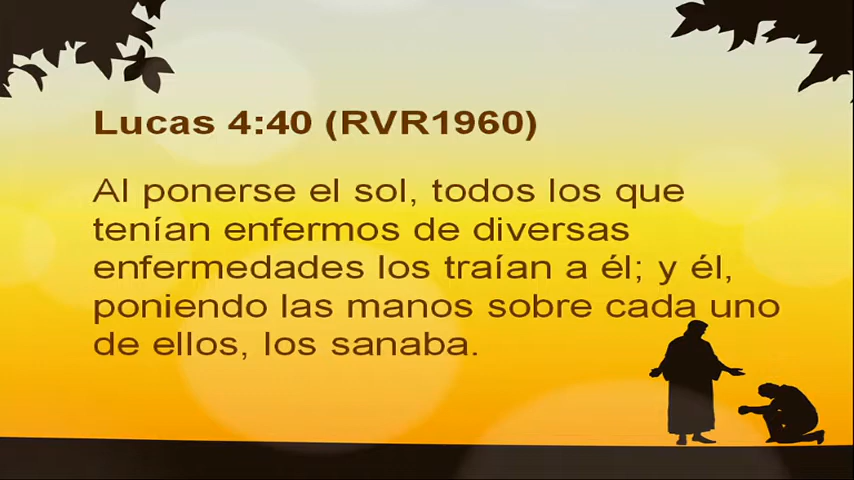 Lucas 4:40 (RVR1960)
Al ponerse el sol, todos los que
tenían enfermos de diversas
enfermedades los traían a él; y él,
poniendo las manos sobre cada uno
de ellos, los sanaba.